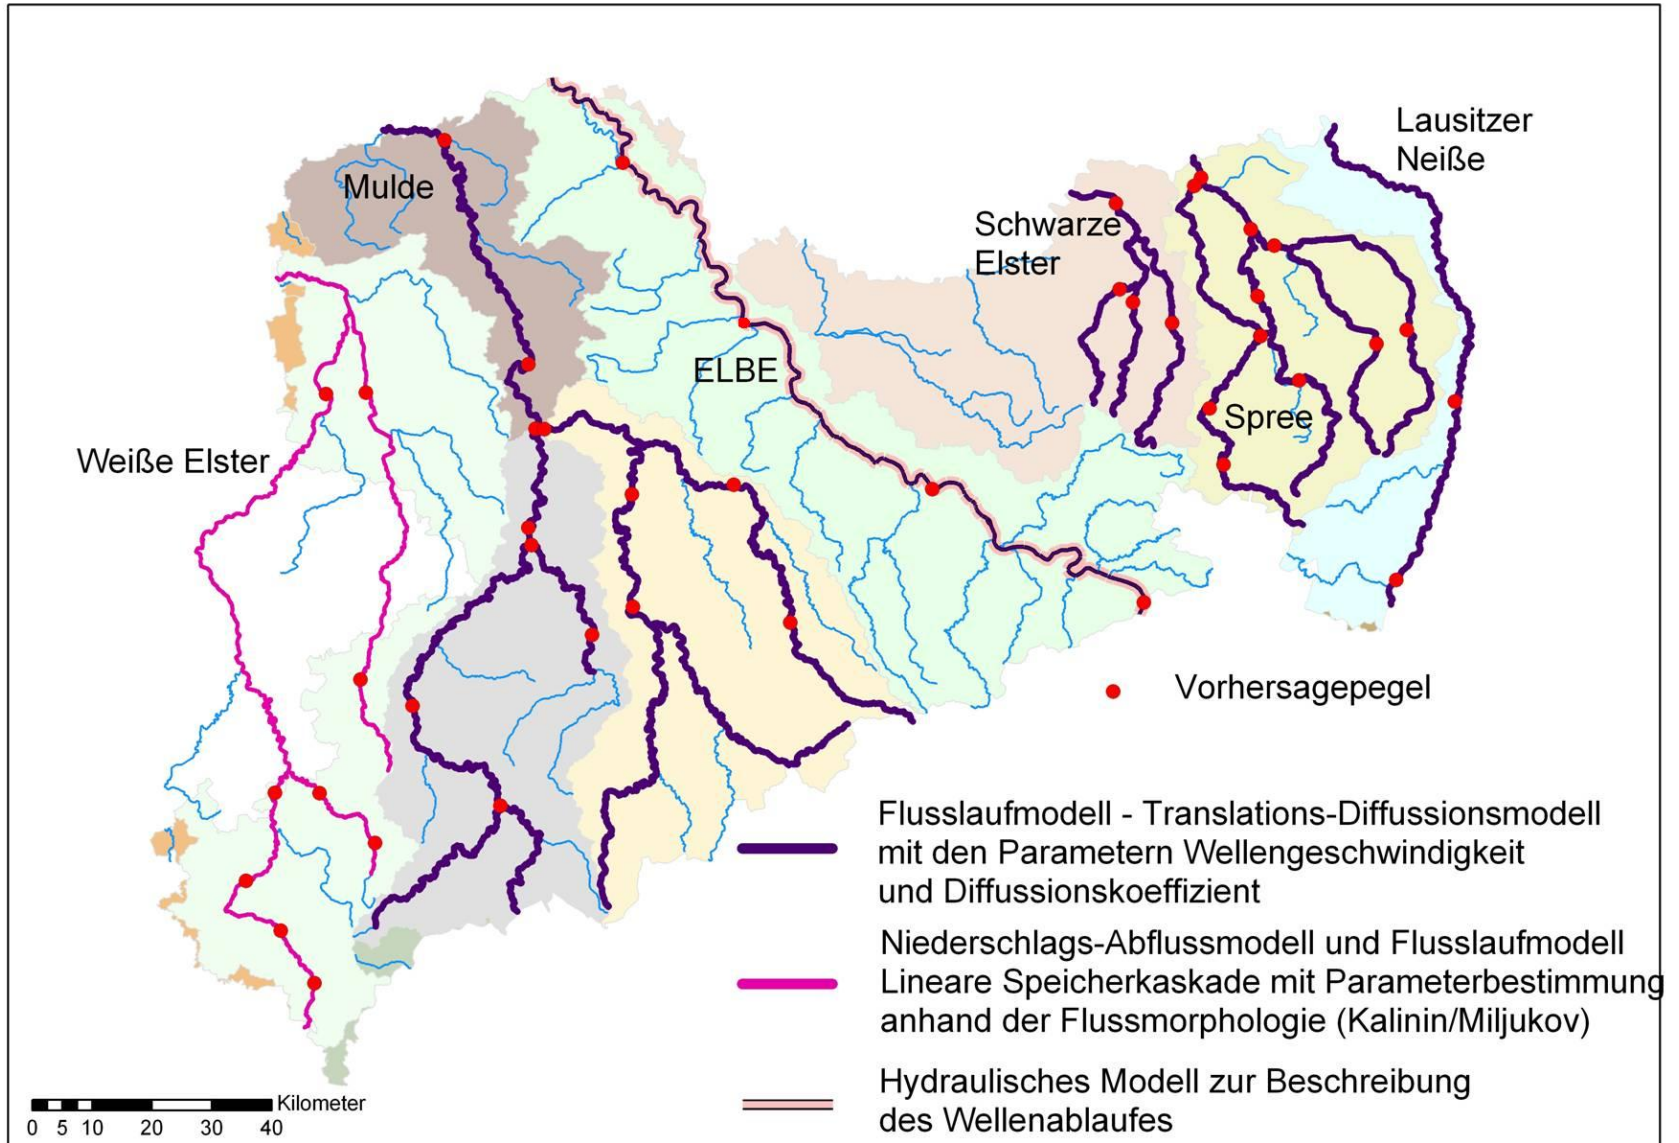 Lausitzer
Neiße
Mulde
Schwarze
Elster
ELBE
Spree
Weiße Elster
Vorhersagepegel
Flusslaufmodell - Translations-Diffussionsmodell
mit den Parametern Wellengeschwindigkeit
und Diffussionskoeffizient
Niederschlags-Abflussmodell und Flusslaufmodell
Lineare Speicherkaskade mit Parameterbestimmung
anhand der Flussmorphologie (Kalinin/Miljukov)
Hydraulisches Modell zur Beschreibung
des Wellenablaufes
Kilometer
0 5 10 20 30 40